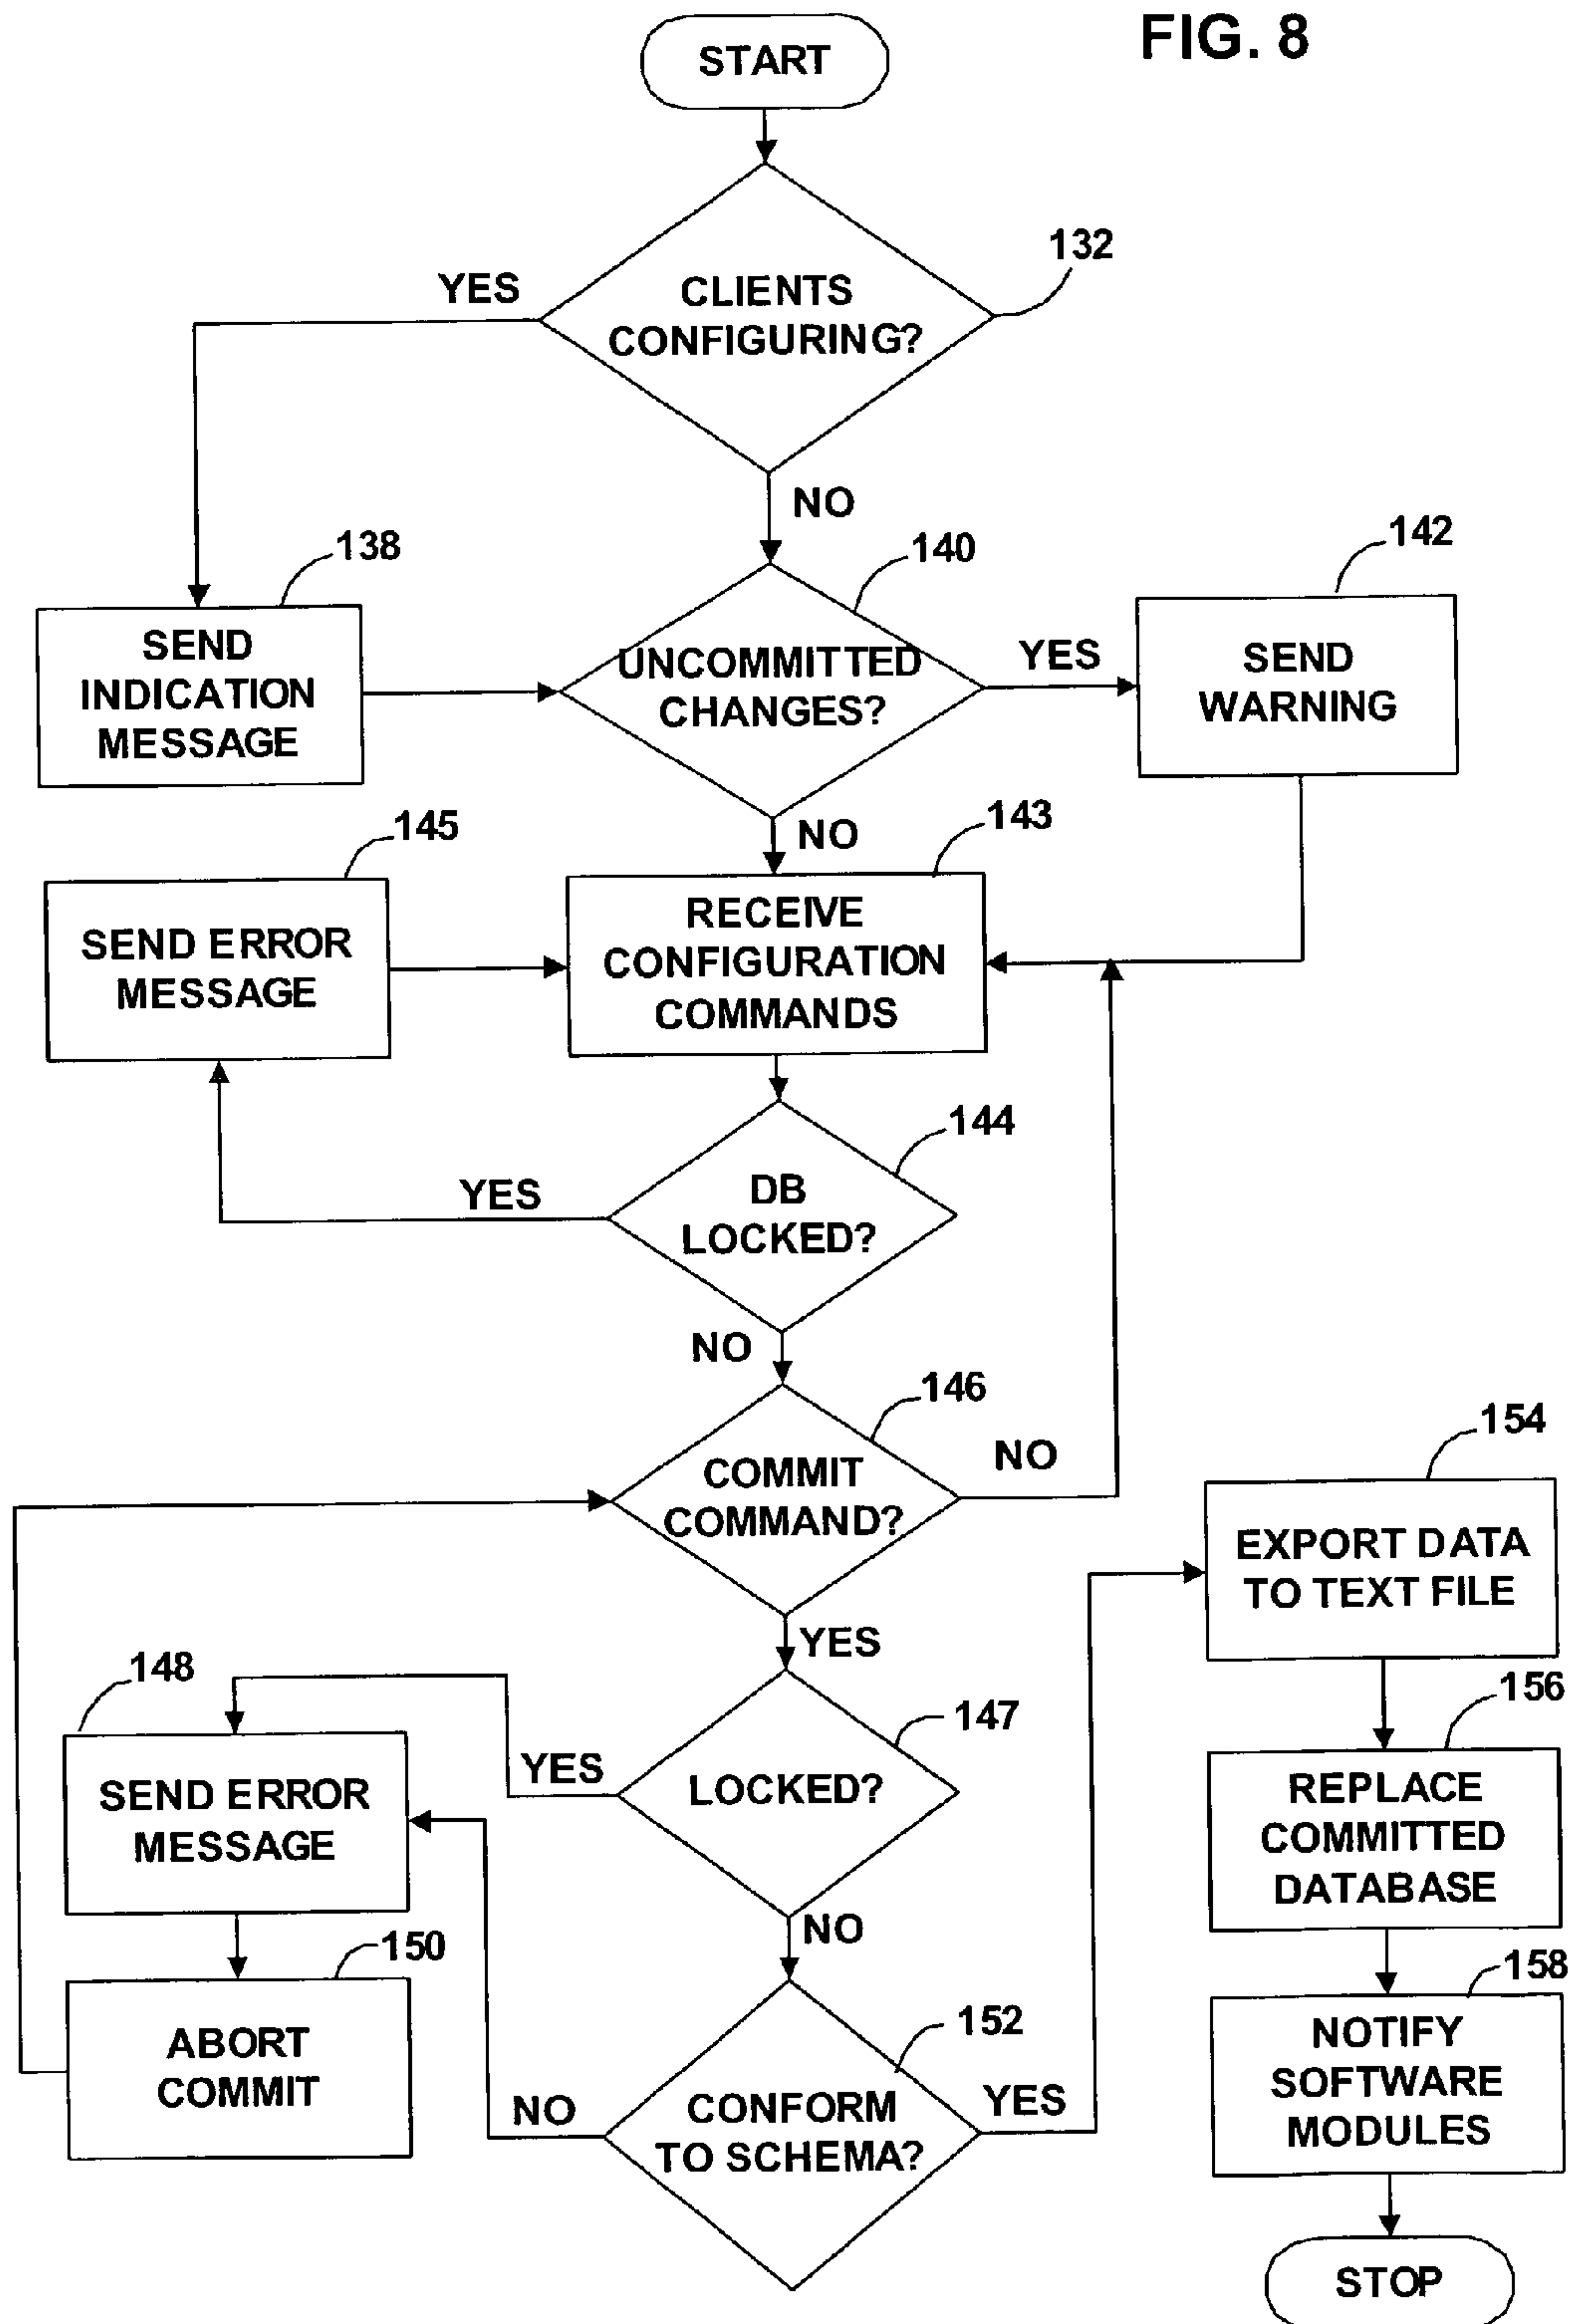 FIG. 8
START
132
CLIENTS
CONFIGURING?
YES
NO
138
SEND
INDICATION
MESSAGE
140
UNCOMMITTED
CHANGES?
YES
142
SEND
WARNING
NO
145
SEND ERROR
MESSAGE
143
RECEIVE
CONFIGURATION
COMMANDS
144
DB
LOCKED?
YES
NO
146
COMMIT
COMMAND?
NO
YES
154
EXPORT DATA
TO TEXT FILE
148
SEND ERROR
MESSAGE
147
LOCKED?
YES
NO
156
REPLACE
COMMITTED
DATABASE
150
ABORT
COMMIT
152
CONFORM
TO SCHEMA?
NO
YES
158
NOTIFY
SOFTWARE
MODULES
STOP